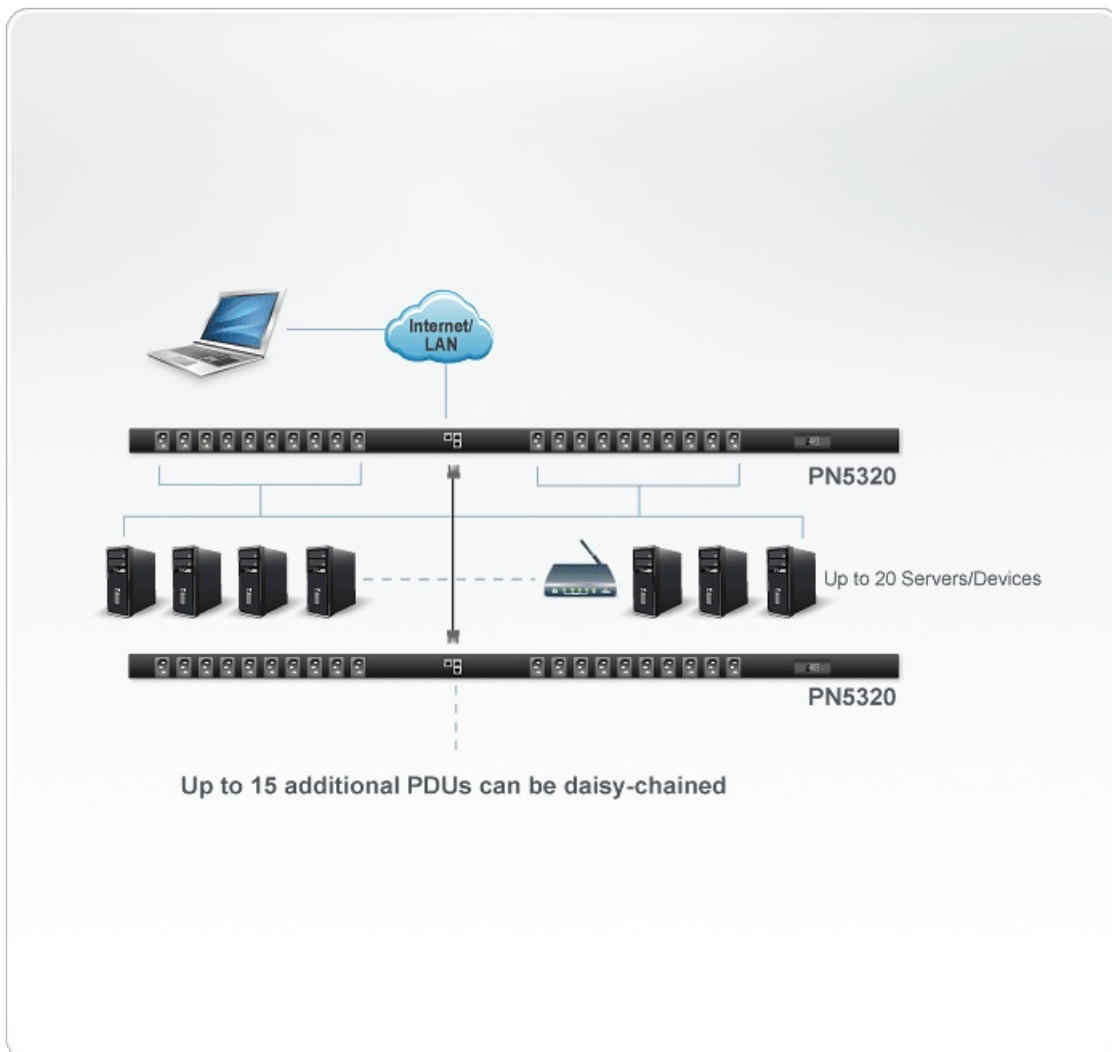 Internet/
LAN
PN5320
Up to 20 Servers/Devices
PN5320
Up to 15 additional PDUs can be daisy-chained